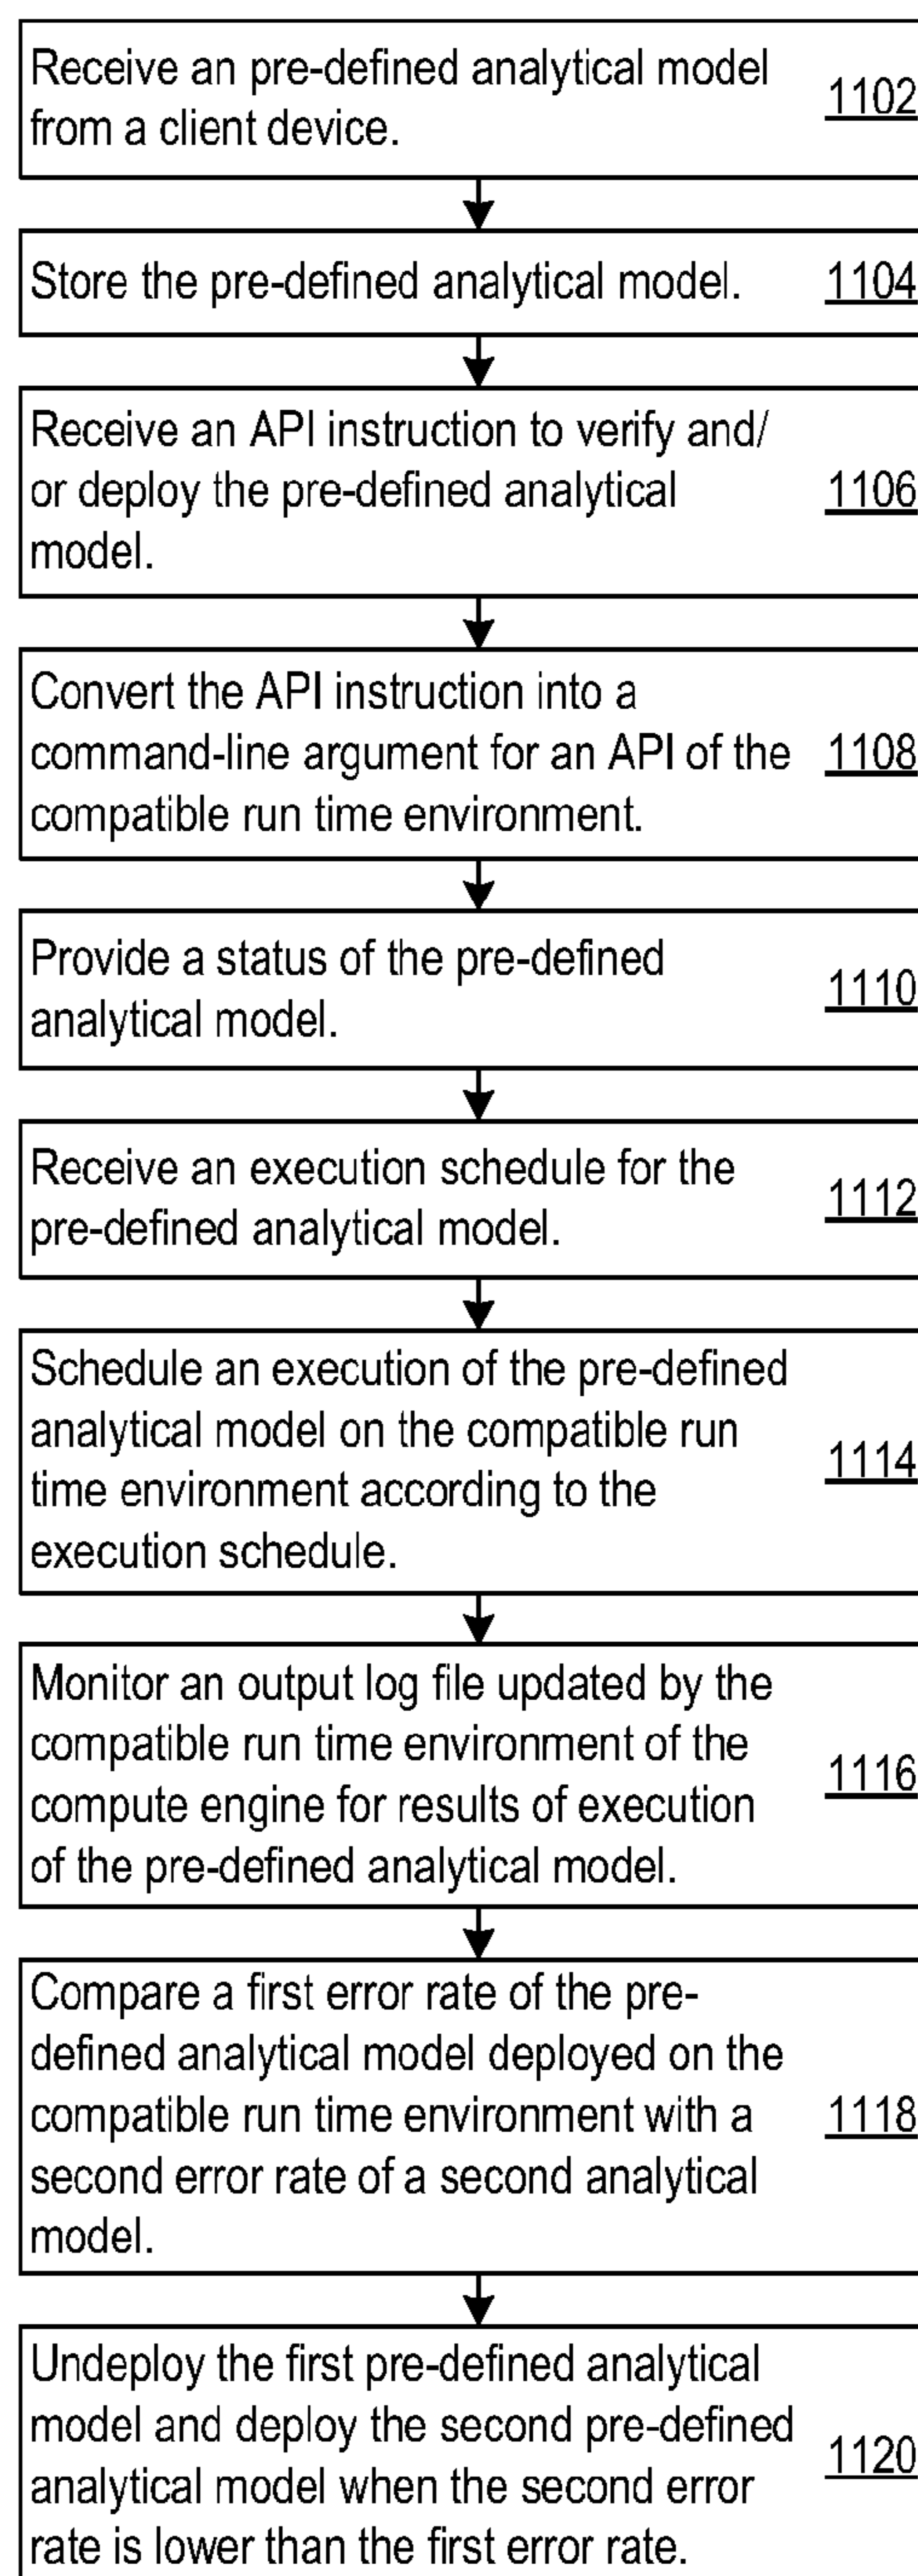 Receive an pre-defined analytical model
from a client device.
1102
Store the pre-defined analytical model.
1104
Receive an API instruction to verify and/
or deploy the pre-defined analytical
model.
1106
Convert the API instruction into a
command-line argument for an API of the
compatible run time environment.
1108
Provide a status of the pre-defined
analytical model.
1110
Receive an execution schedule for the
pre-defined analytical model.
1112
Schedule an execution of the pre-defined
analytical model on the compatible run
time environment according to the
execution schedule.
1114
Monitor an output log file updated by the
compatible run time environment of the
compute engine for results of execution
of the pre-defined analytical model.
1116
Compare a first error rate of the pre-
defined analytical model deployed on the
compatible run time environment with a
second error rate of a second analytical
model.
1118
Undeploy the first pre-defined analytical
model and deploy the second pre-defined
analytical model when the second error
rate is lower than the first error rate.
1120